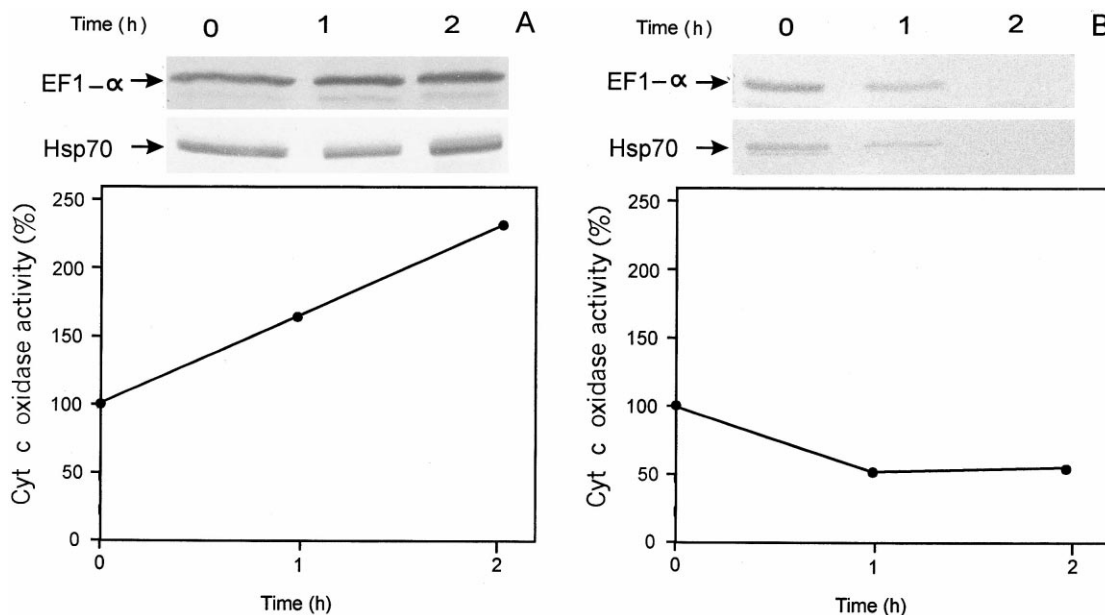 Time (h) 0 1 2 A
EF1-α
Hsp70
Cyt c oxidase activity (%)
250
200
150
100
50
0
0 1 2
Time (h)
Time (h) 0 1 2 B
EF1-α
Hsp70
Cyt c oxidase activity (%)
250
200
150
100
50
0
0 1 2
Time (h)